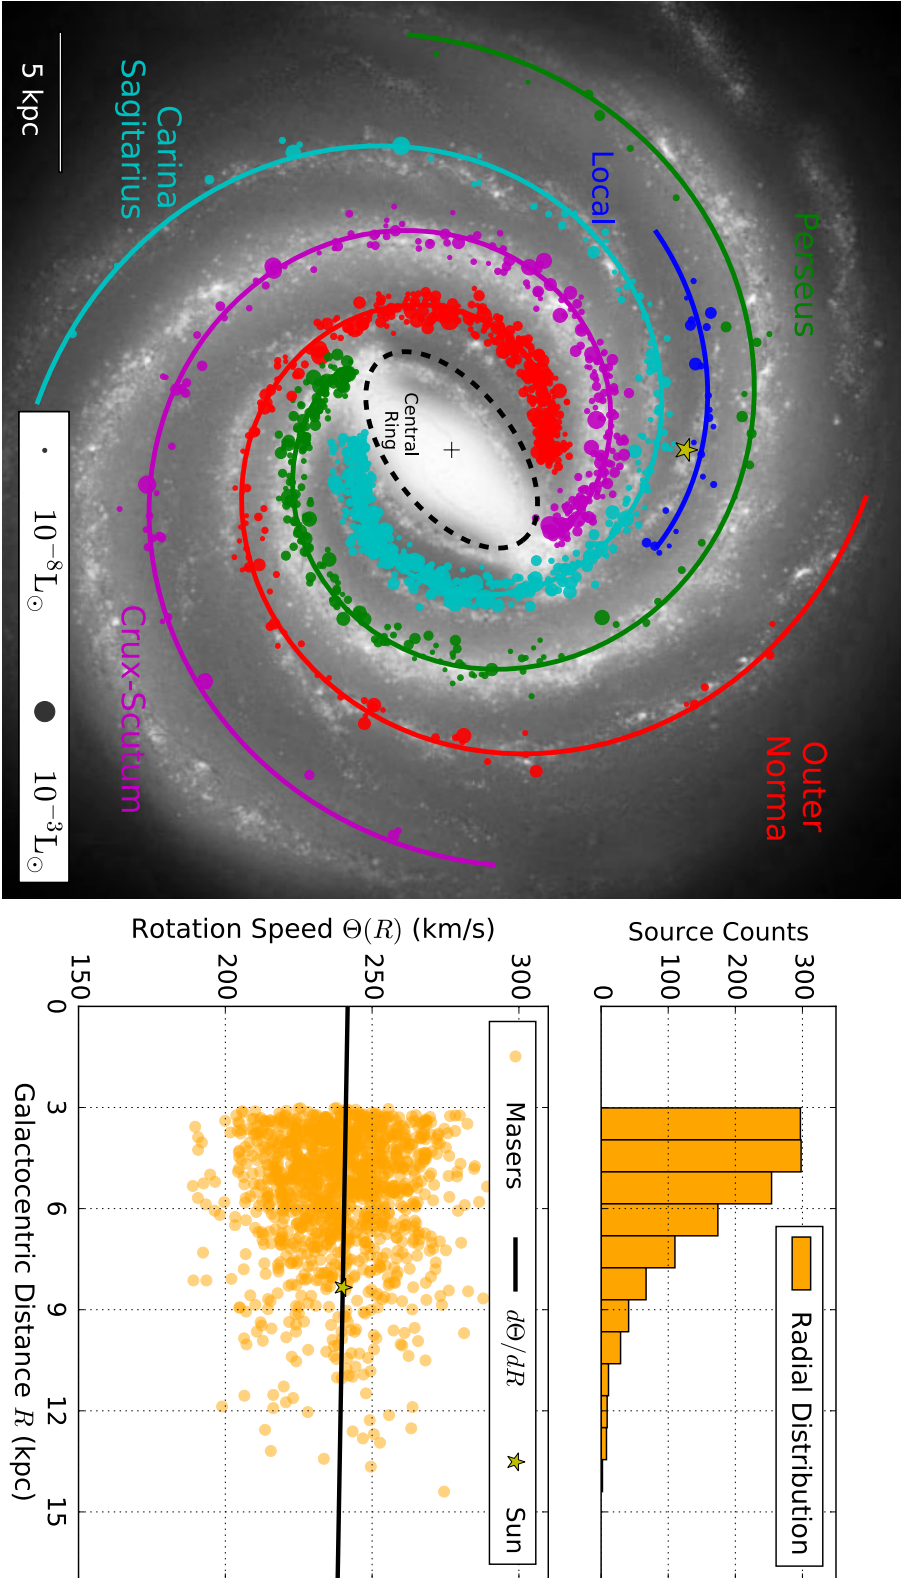 Perseus
Local
Carina
Sagitarius
5 kpc
Central
Ring
Outer
Norma
Crux-Scutum
10⁻⁸L☉
10⁻³L☉
Source Counts
300
200
100
0
Radial Distribution
Rotation Speed Θ(R) (km/s)
300
250
200
150
Masers dΘ/dR Sun
0 3 6 9 12 15
Galactocentric Distance R (kpc)